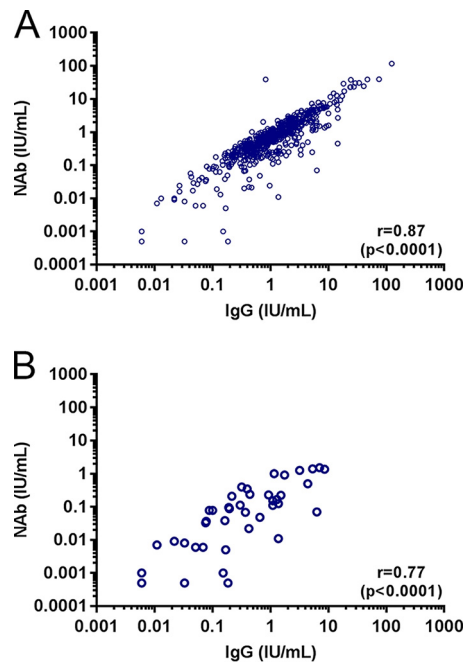 A
1000
100
10
1
0.1
0.01
0.001
0.0001
NAb (IU/mL)
r=0.87
(p<0.0001)
0.001 0.01 0.1 1 10 100 1000
IgG (IU/mL)
B
1000
100
10
1
0.1
0.01
0.001
0.0001
NAb (IU/mL)
r=0.77
(p<0.0001)
0.001 0.01 0.1 1 10 100 1000
IgG (IU/mL)